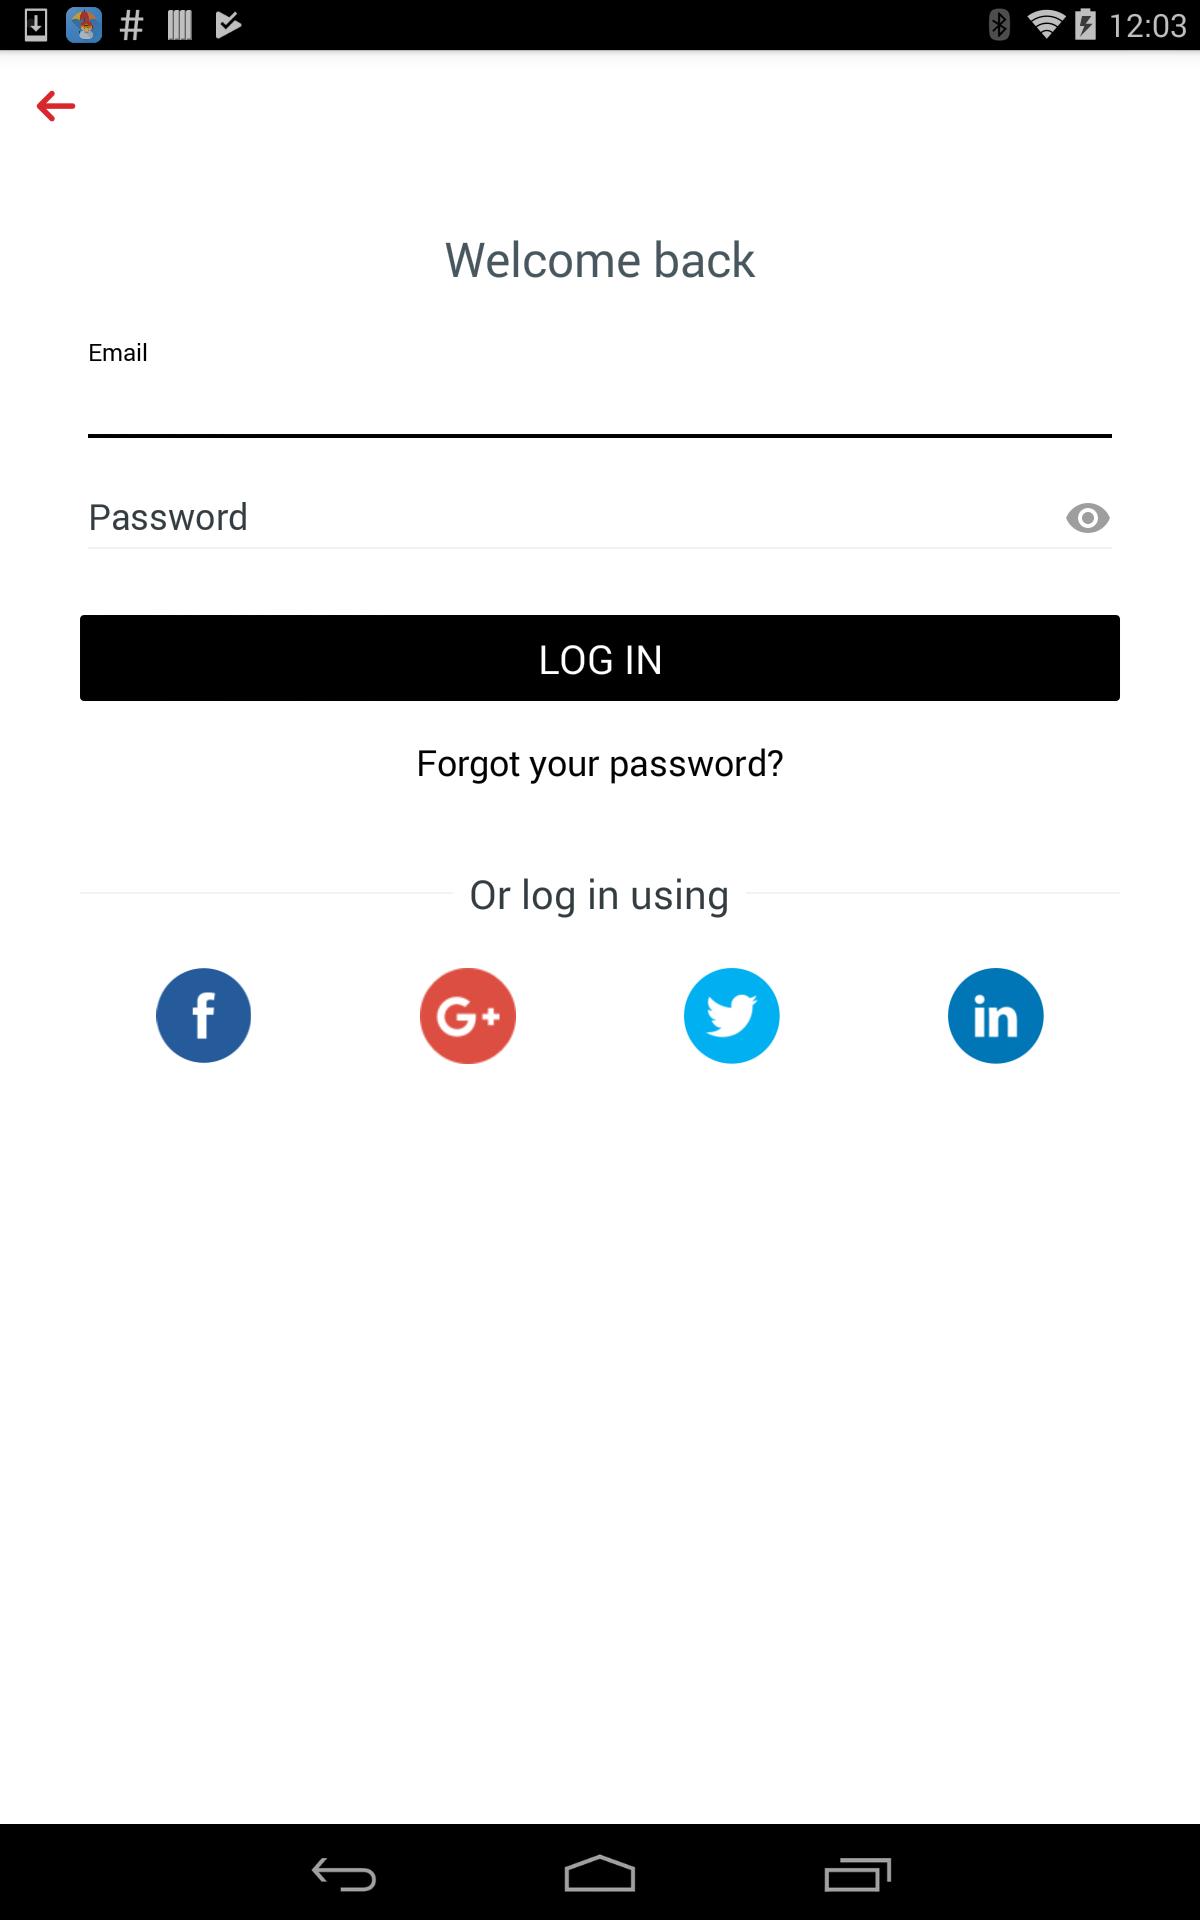 12:03
Welcome back
Email
Password
LOG IN
Forgot your password?
Or log in using
f
G+
in